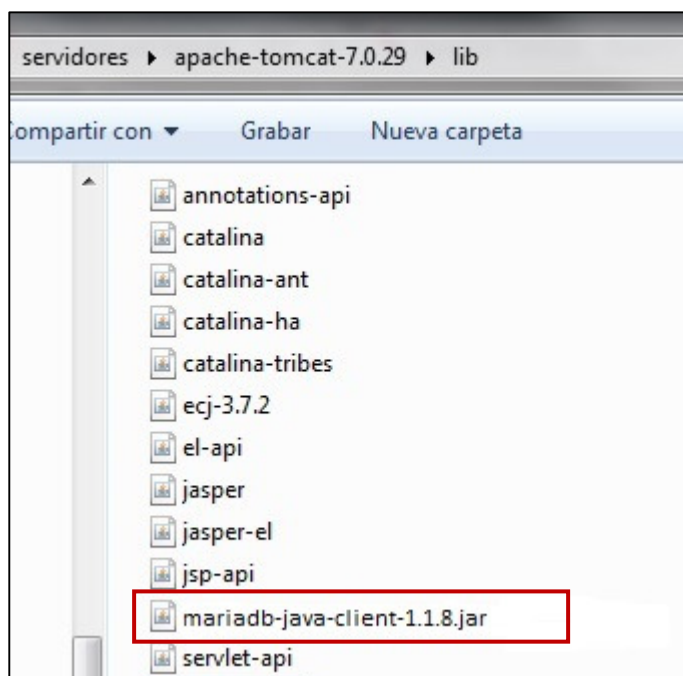 servidores ▸ apache-tomcat-7.0.29 ▸ lib
Compartir con ▾ Grabar Nueva carpeta
annotations-api
catalina
catalina-ant
catalina-ha
catalina-tribes
ecj-3.7.2
el-api
jasper
jasper-el
jsp-api
mariadb-java-client-1.1.8.jar
servlet-api